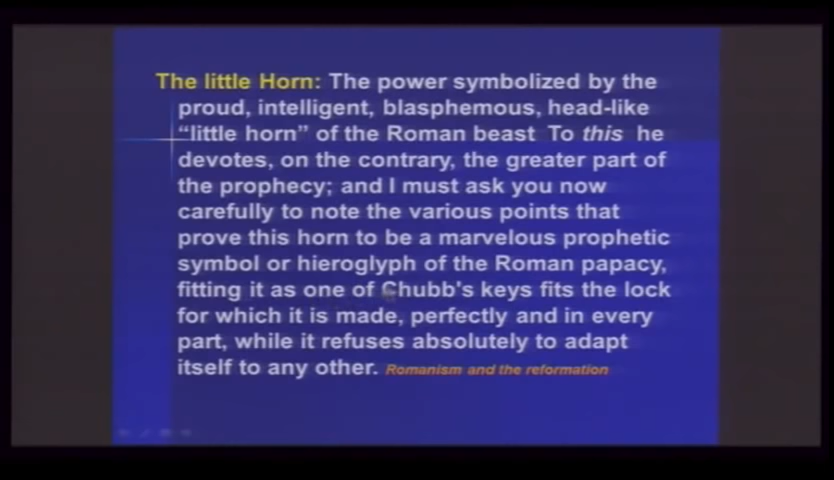 The little Horn: The power symbolized by the
proud, intelligent, blasphemous, head-like
“little horn” of the Roman beast To this he
devotes, on the contrary, the greater part of
the prophecy; and I must ask you now
carefully to note the various points that
prove this horn to be a marvelous prophetic
symbol or hieroglyph of the Roman papacy,
fitting it as one of Chubb's keys fits the lock
for which it is made, perfectly and in every
part, while it refuses absolutely to adapt
itself to any other. Romanism and the reformation